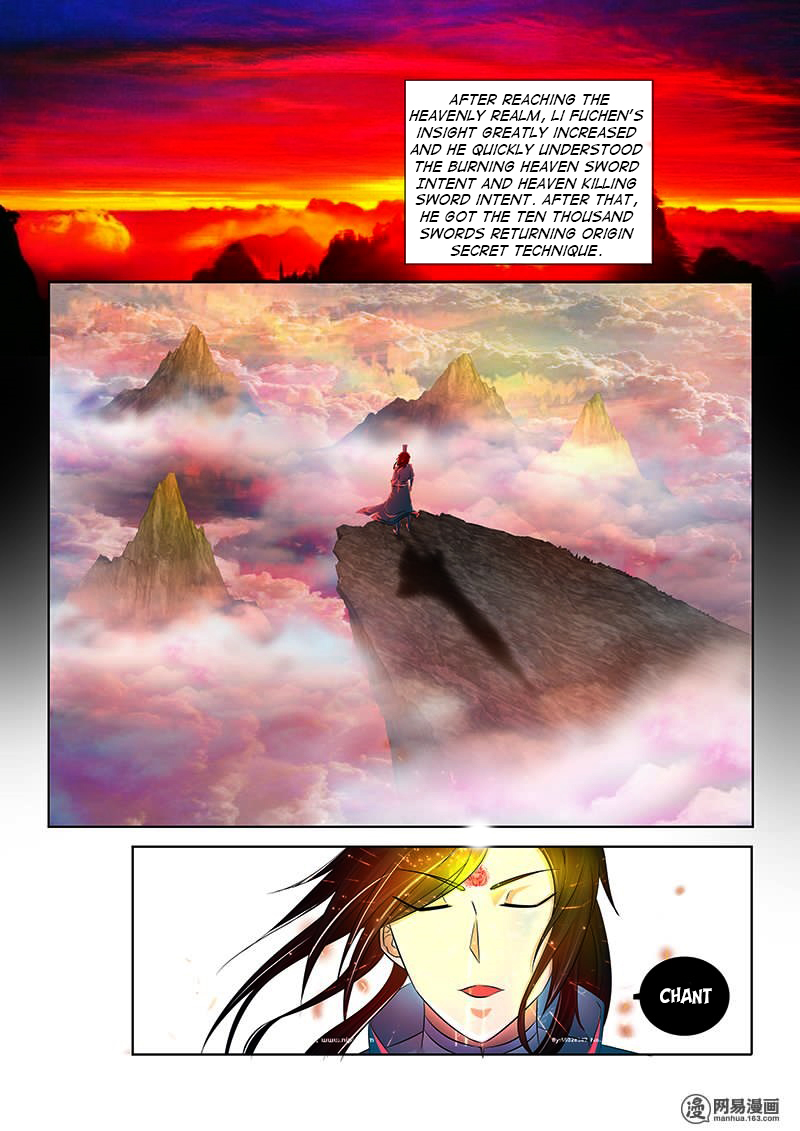 AFTER REACHING THE
HEAVENLY REALM, LI FUCHEN'S
INSIGHT GREATLY INCREASED
AND HE QUICKLY UNDERSTOOD
THE BURNING HEAVEN SWORD
INTENT AND HEAVEN KILLING
SWORD INTENT. AFTER THAT,
HE GOT THE TEN THOUSAND
SWORDS RETURNING ORIGIN
SECRET TECHNIQUE.
CHANT
漫 网易漫画
manhua.163.com